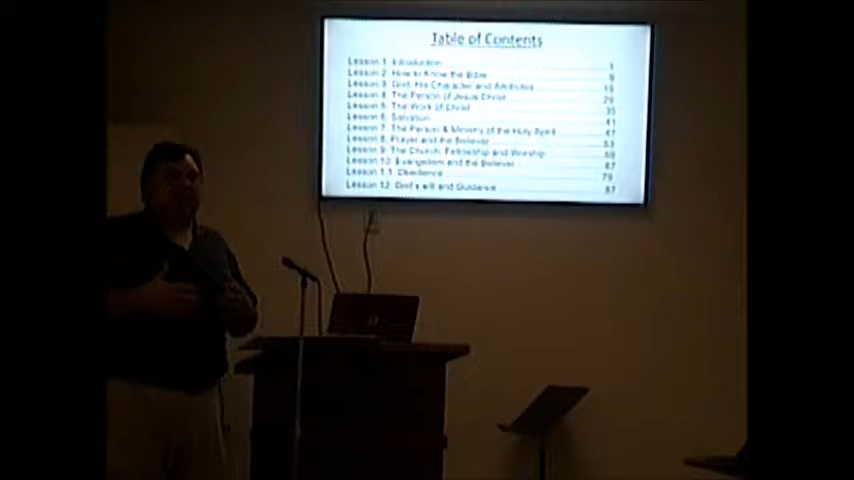 Table of Contents
Lesson 1: Introduction 1
Lesson 2: How to Know the Bible 9
Lesson 3: God: His Character and Attributes 19
Lesson 4: The Person of Jesus Christ 29
Lesson 5: The Work of Christ 35
Lesson 6: Salvation 41
Lesson 7: The Person & Ministry of the Holy Spirit 47
Lesson 8: Prayer and the Believer 53
Lesson 9: The Church: Fellowship and Worship 59
Lesson 10: Evangelism and the Believer 67
Lesson 11: Obedience 79
Lesson 12: God's will and Guidance 87